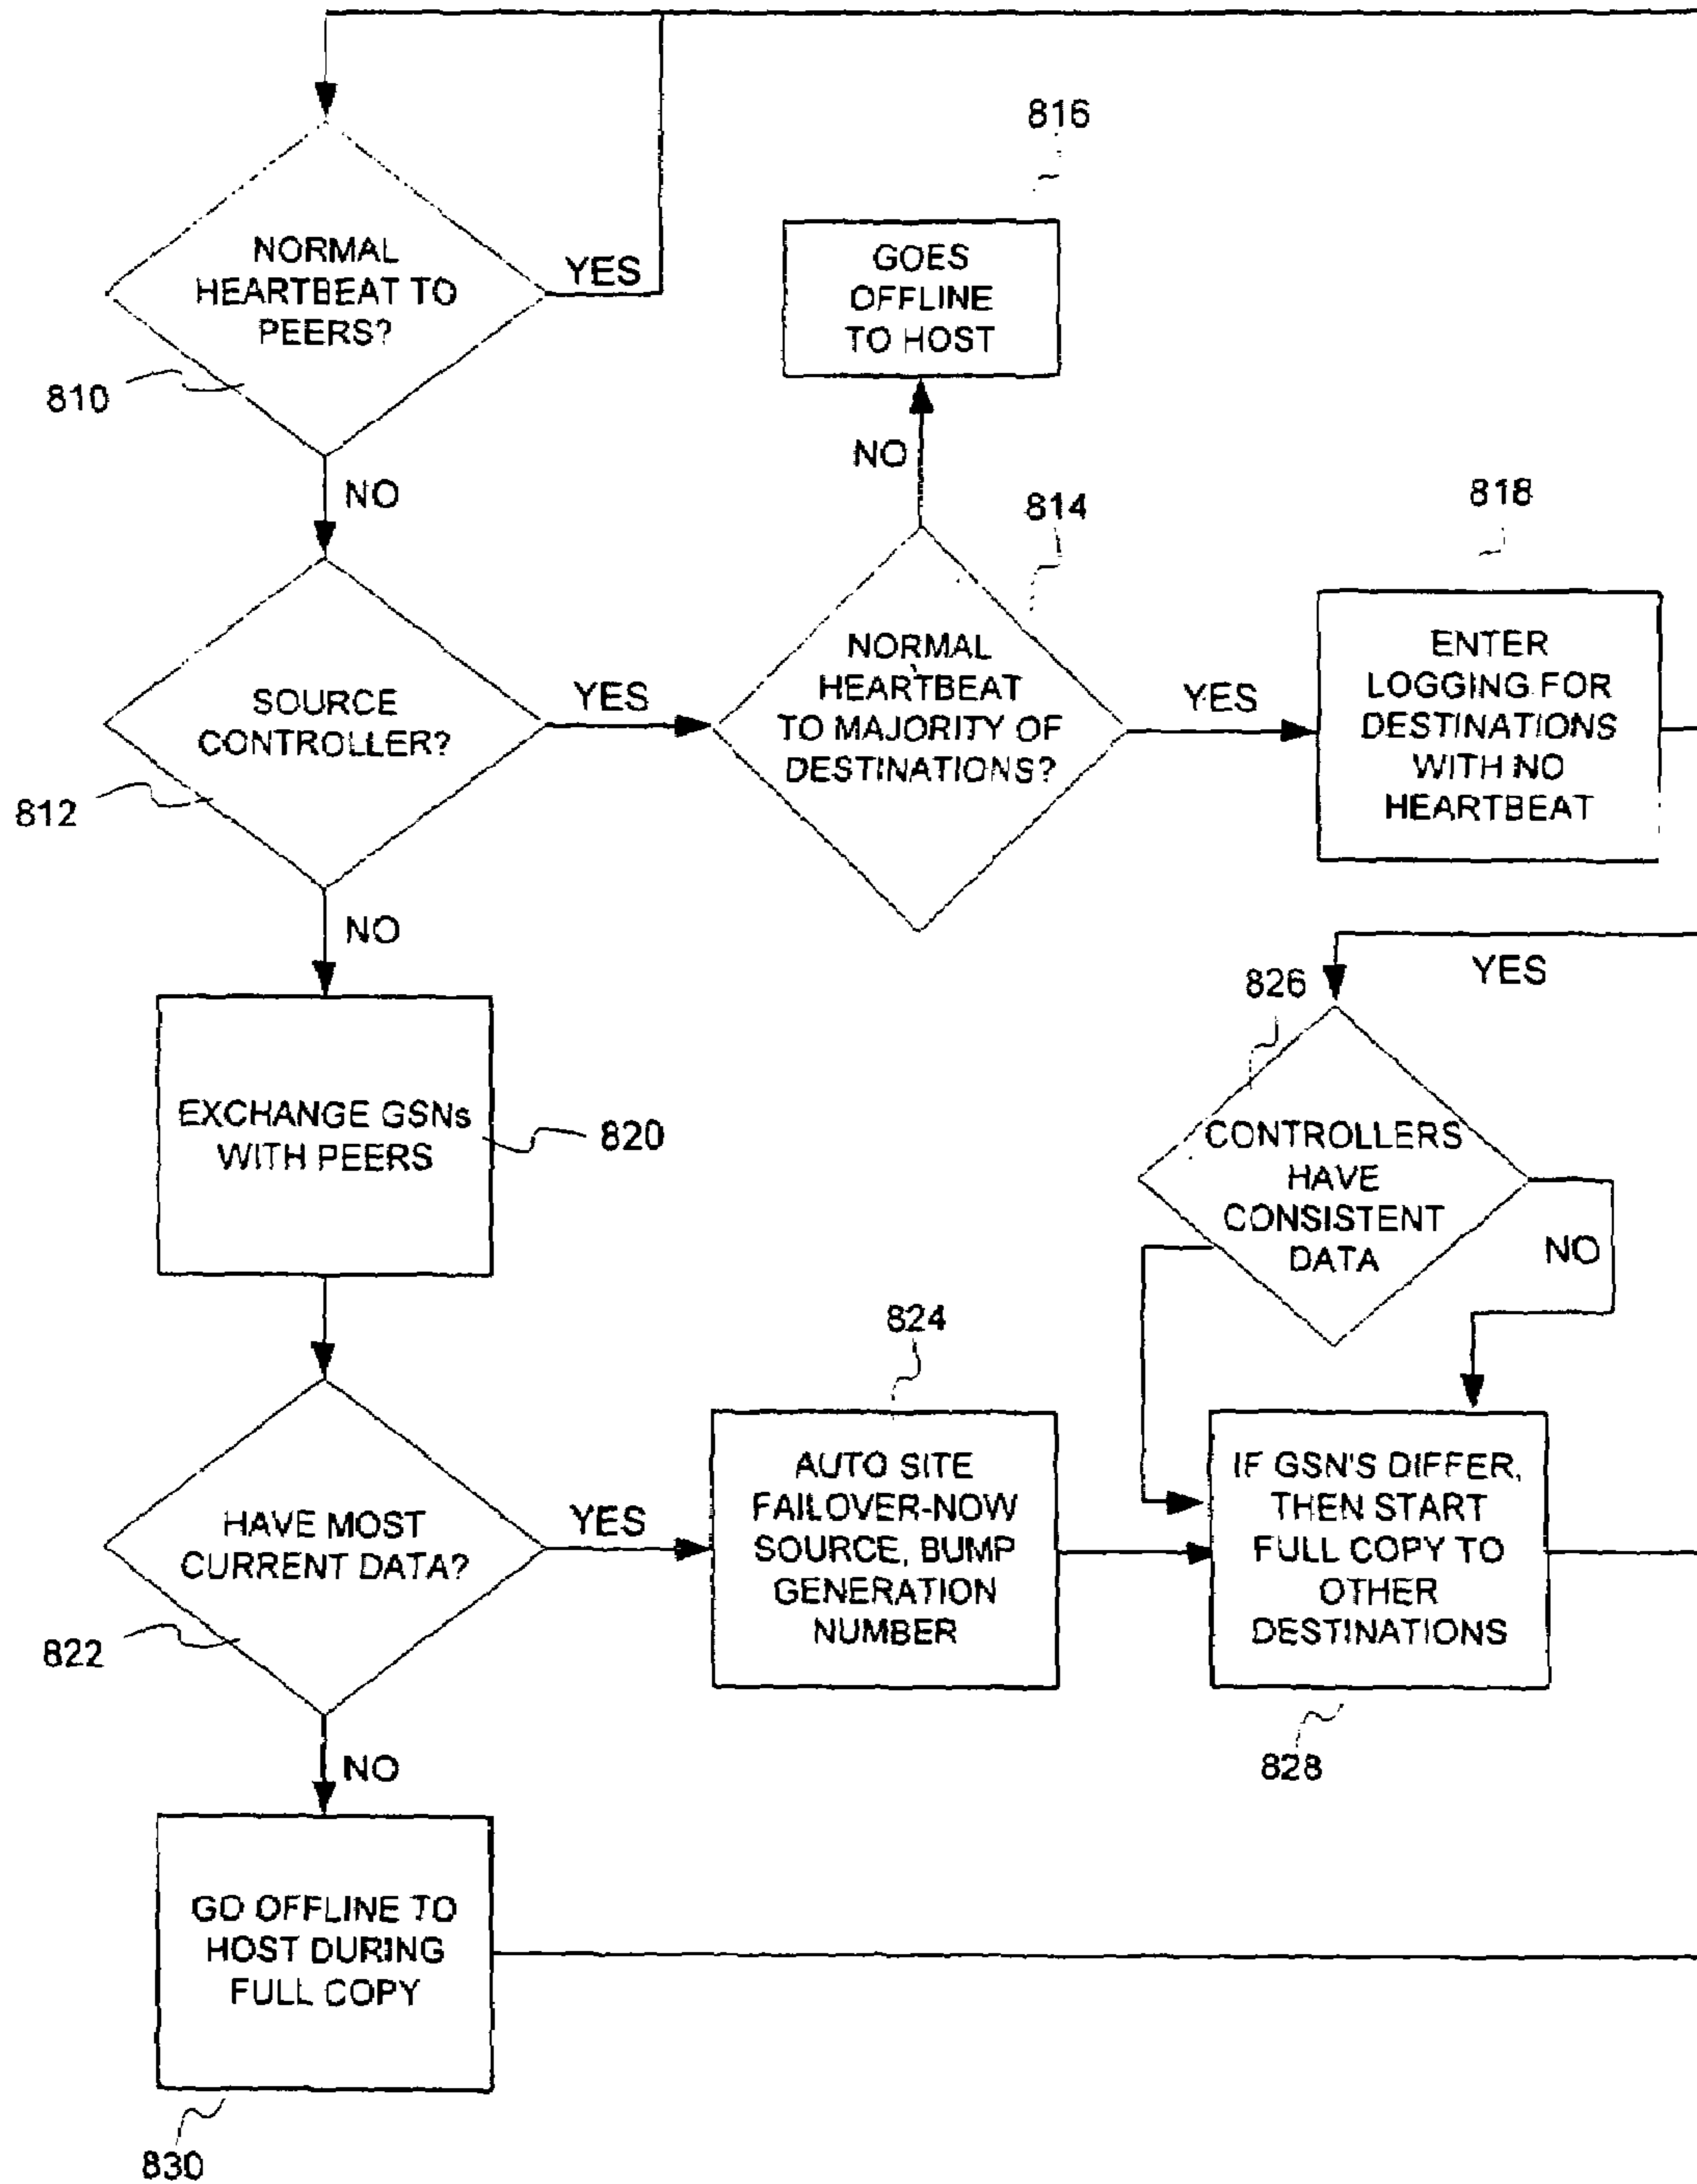 816
NORMAL
HEARTBEAT TO
PEERS?
YES
810
GOES
OFFLINE
TO HOST
NO
NO
814
818
SOURCE
CONTROLLER?
812
YES
NORMAL
HEARTBEAT
TO MAJORITY OF
DESTINATIONS?
YES
ENTER
LOGGING FOR
DESTINATIONS
WITH NO
HEARTBEAT
NO
YES
826
EXCHANGE GSNs
WITH PEERS
820
CONTROLLERS
HAVE
CONSISTENT
DATA
NO
824
HAVE MOST
CURRENT DATA?
822
YES
AUTO SITE
FAILOVER-NOW
SOURCE, BUMP
GENERATION
NUMBER
IF GSN'S DIFFER,
THEN START
FULL COPY TO
OTHER
DESTINATIONS
828
NO
GO OFFLINE TO
HOST DURING
FULL COPY
830